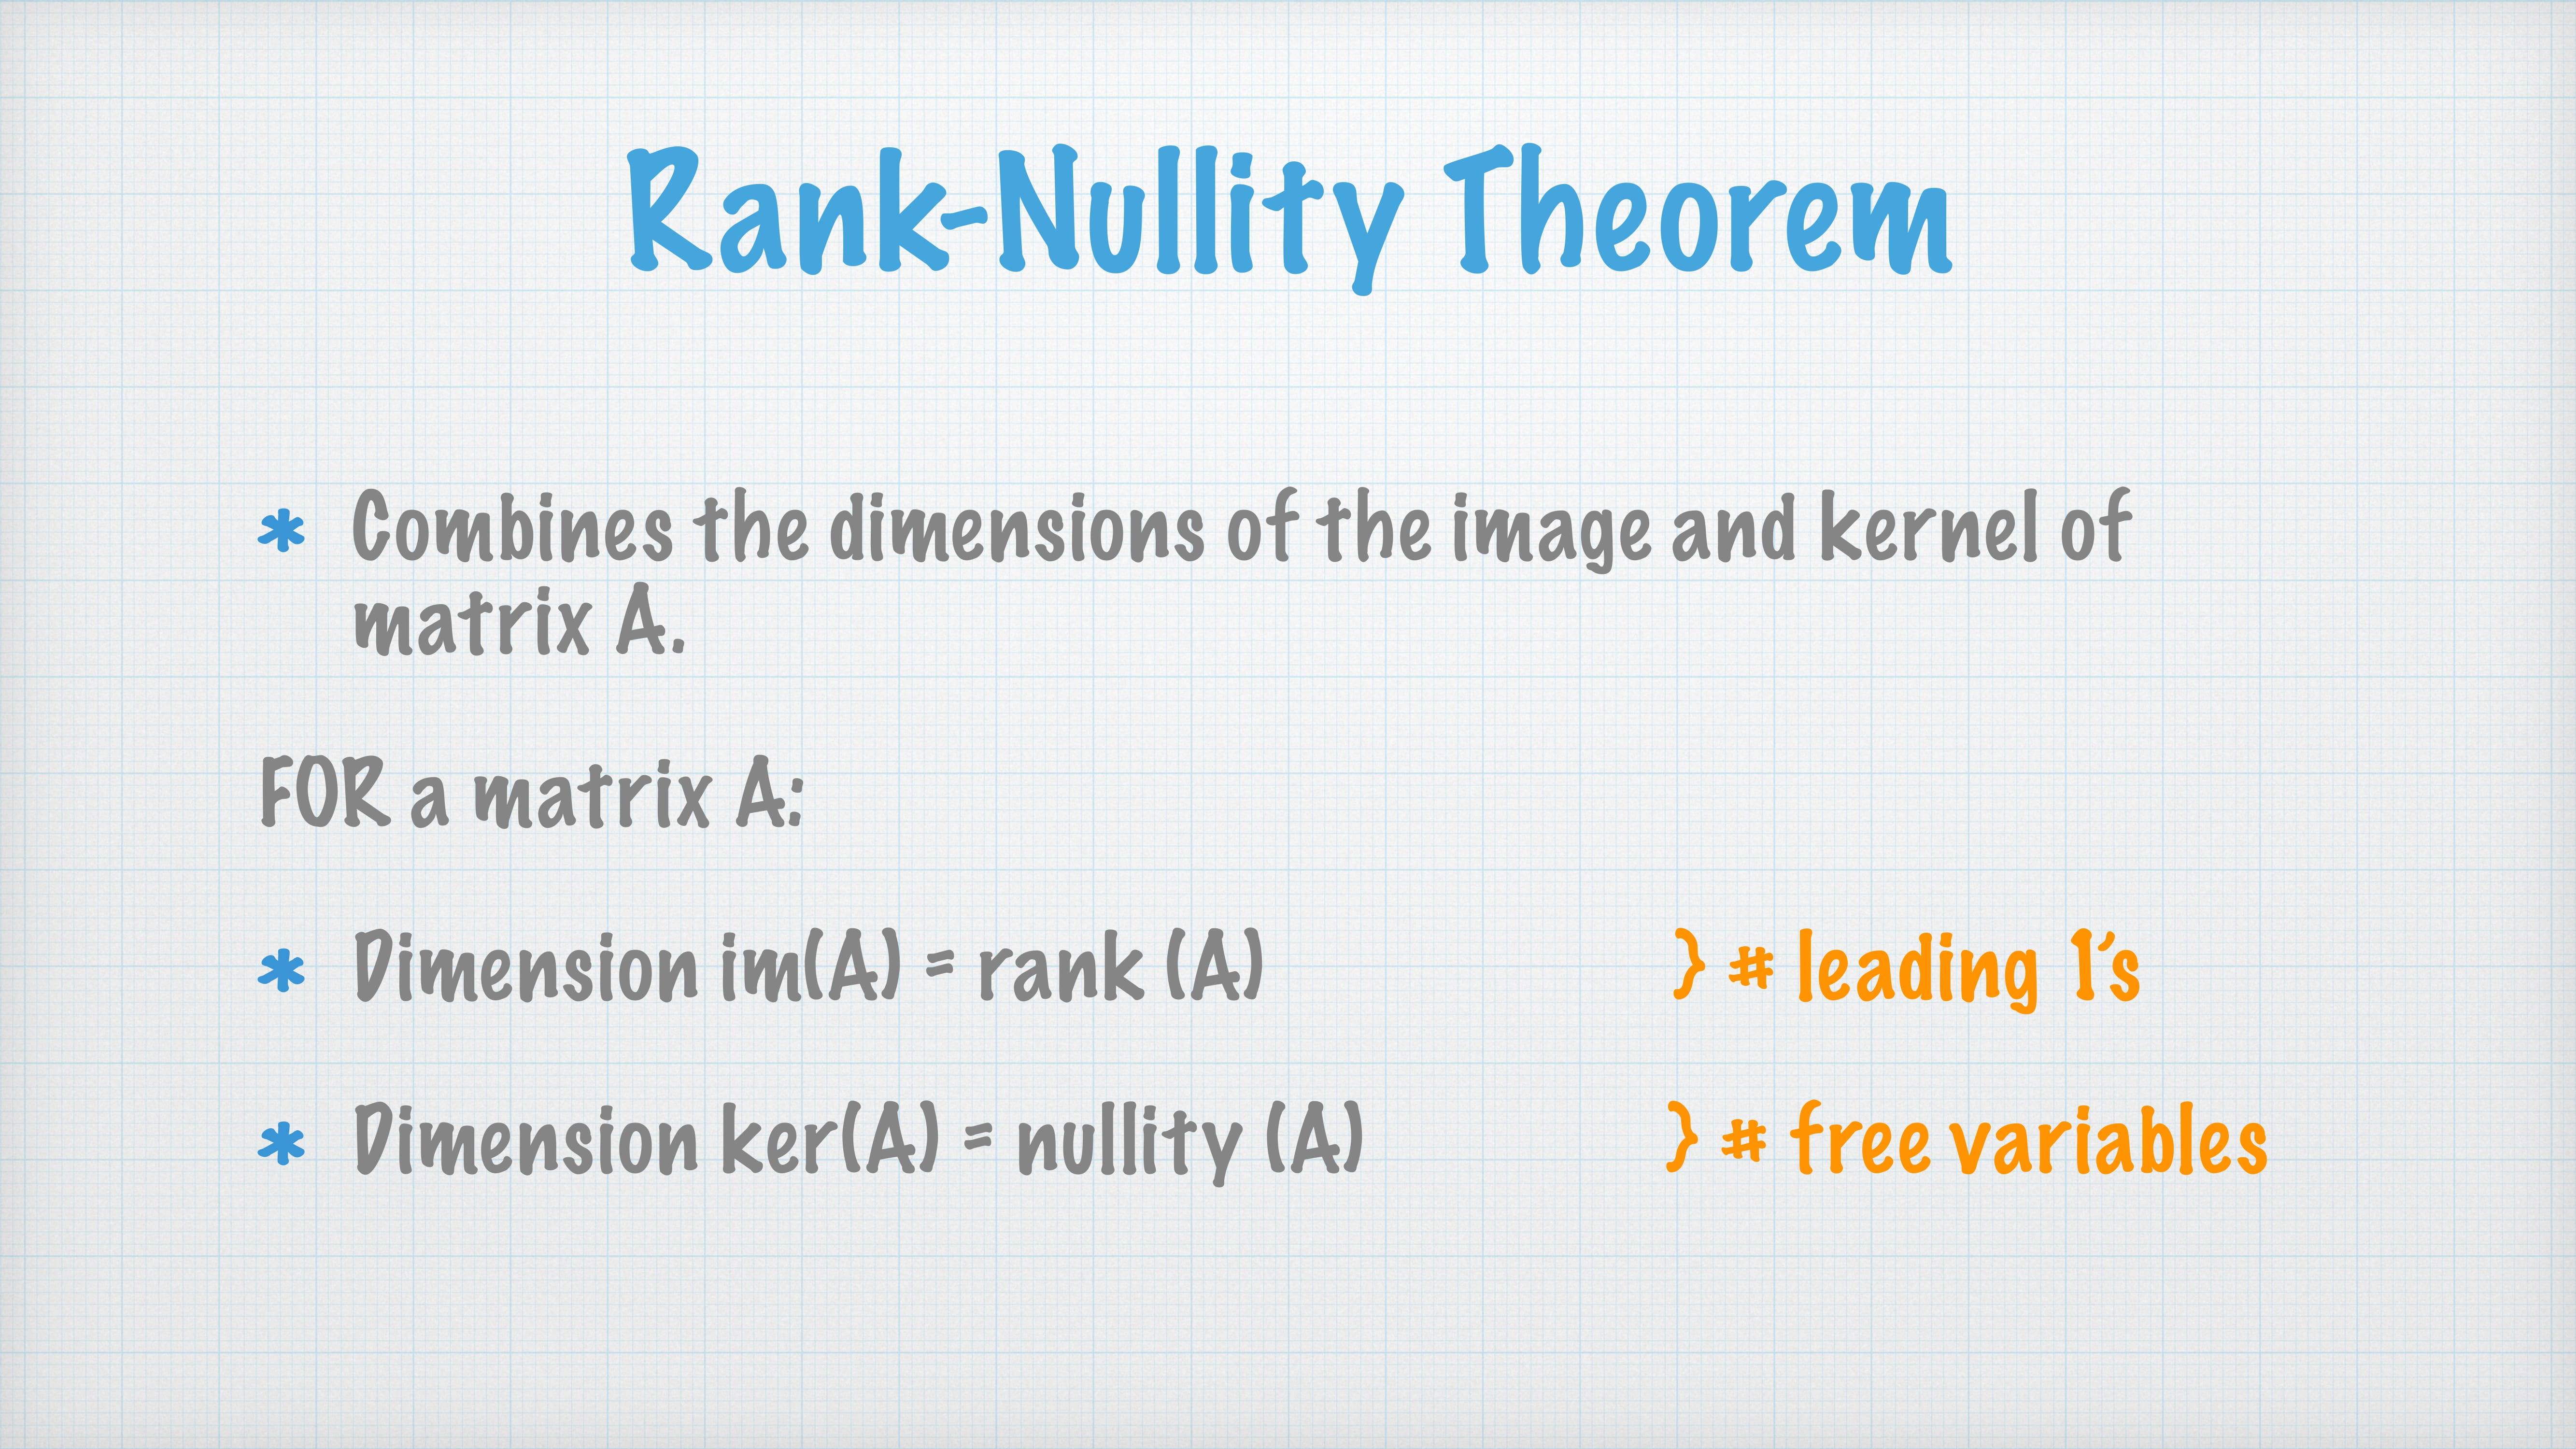 Rank-Nullity Theorem
* Combines the dimensions of the image and kernel of
matrix A.
FOR a matrix A:
* Dimension im(A) = rank (A) } # leading 1's
* Dimension ker(A) = nullity (A) } # free variables